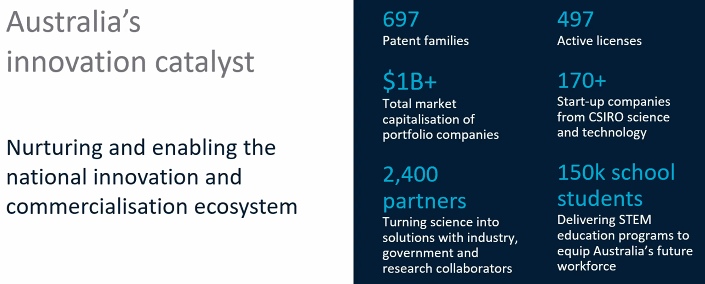 Australia's
innovation catalyst
Nurturing and enabling the
national innovation and
commercialisation ecosystem
697
Patent families
497
Active licenses
$1B+
Total market
capitalisation of
portfolio companies
170+
Start-up companies
from CSIRO science
and technology
2,400
partners
Turning science into
solutions with industry,
government and
research collaborators
150k school
students
Delivering STEM
education programs to
equip Australia's future
workforce